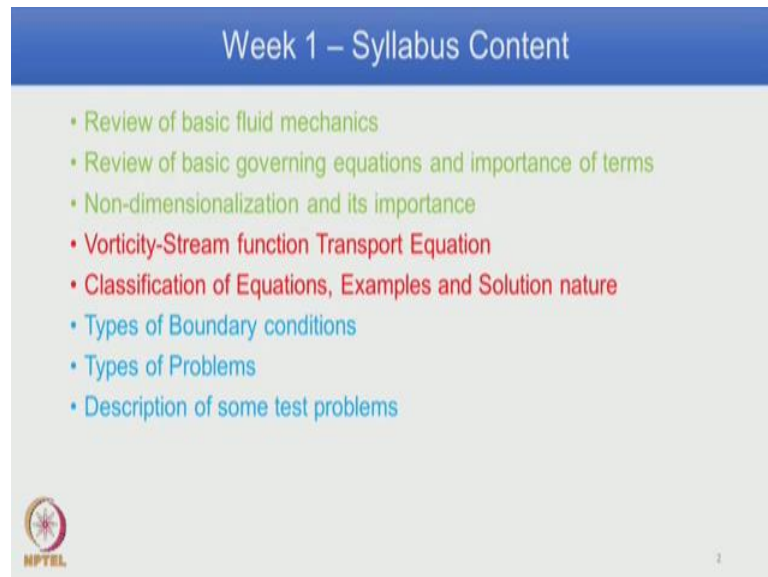 Week 1 – Syllabus Content
• Review of basic fluid mechanics
• Review of basic governing equations and importance of terms
• Non-dimensionalization and its importance
• Vorticity-Stream function Transport Equation
• Classification of Equations, Examples and Solution nature
• Types of Boundary conditions
• Types of Problems
• Description of some test problems
NPTEL
2